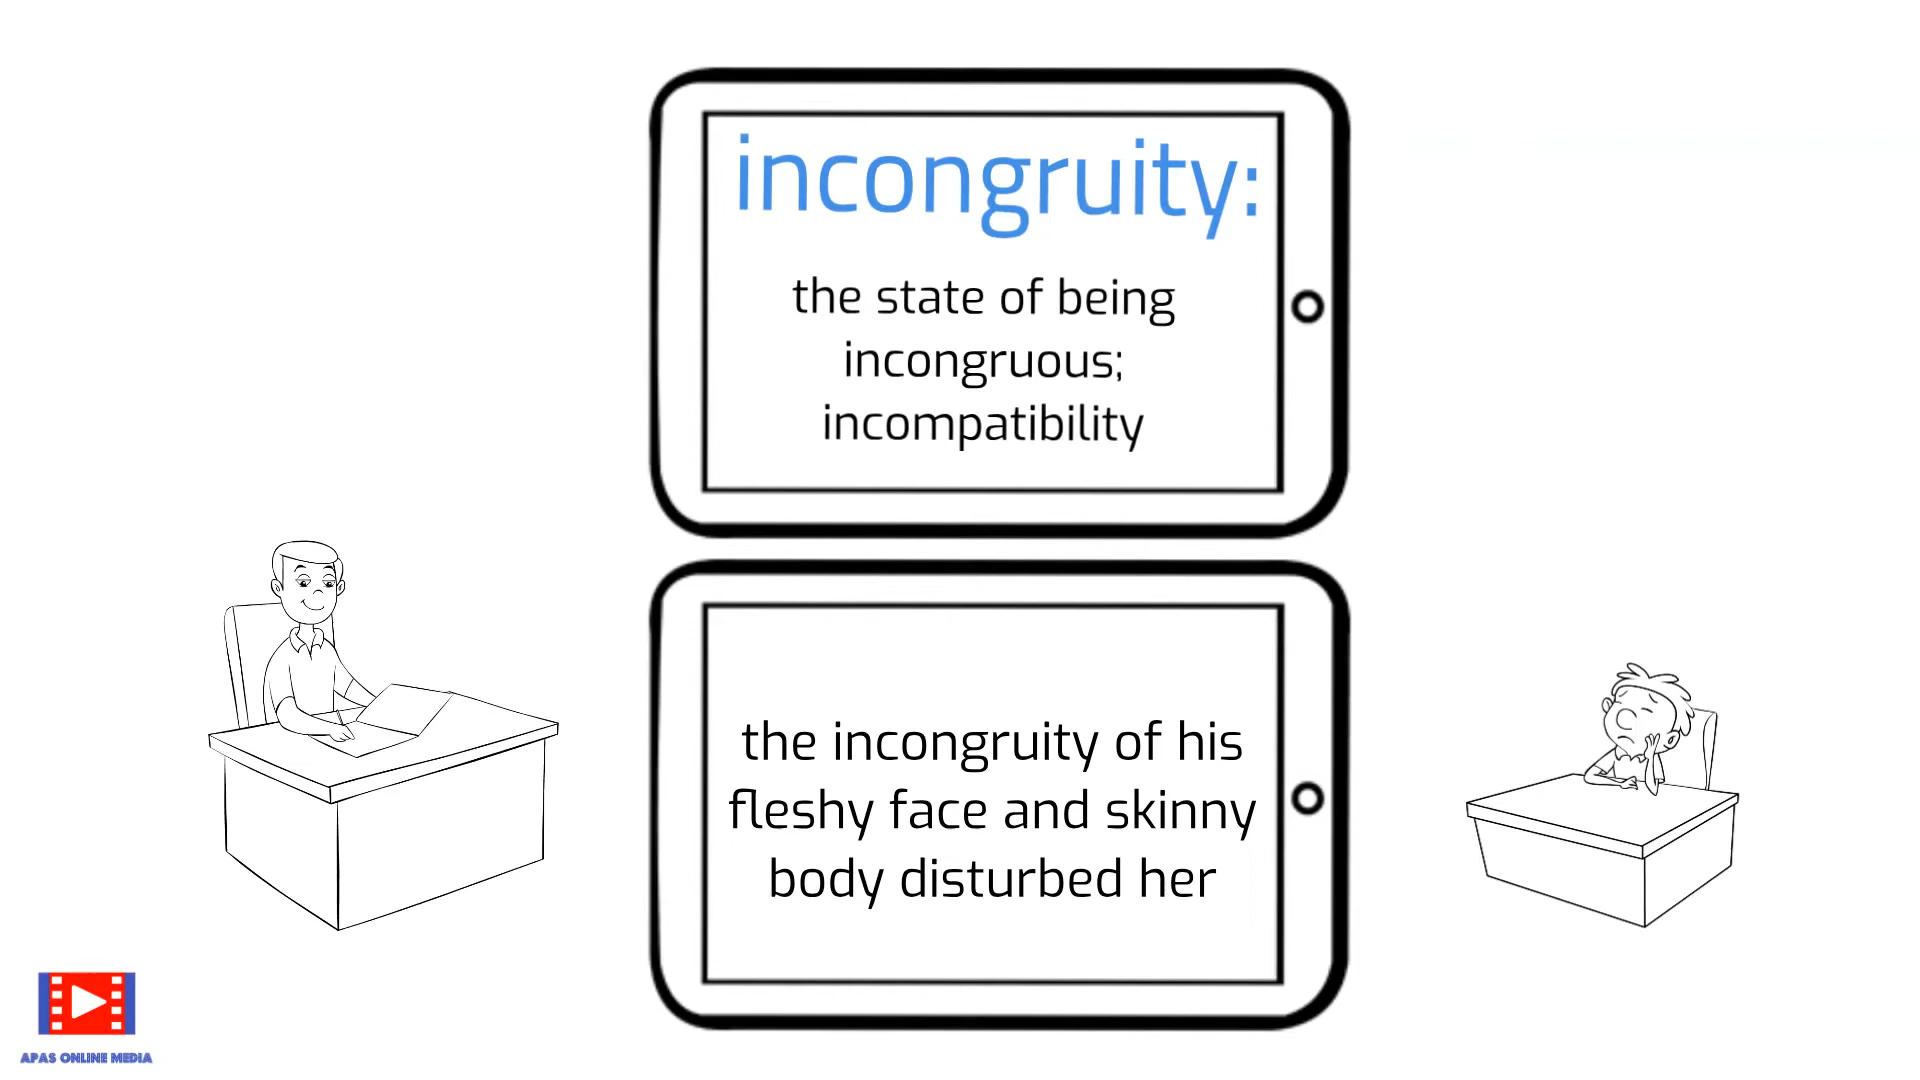 incongruity:
the state of being
incongruous;
incompatibility
the incongruity of his
fleshy face and skinny
body disturbed her
APAS ONLINE MEDIA